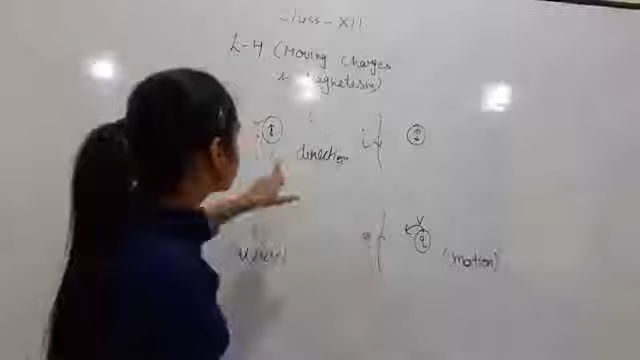 Class - XII
L-4 (Moving Charges
& Magnetism)
i
direction
v
q
(motion)